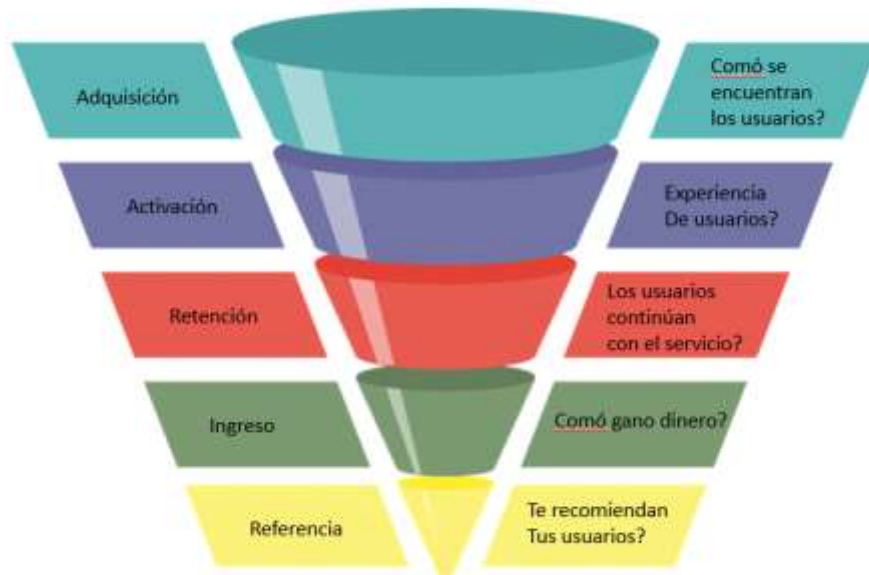 Adquisición
Comó se
encuentran
los usuarios?
Activación
Experiencia
De usuarios?
Retención
Los usuarios
continúan
con el servicio?
Ingreso
Comó gano dinero?
Referencia
Te recomiendan
Tus usuarios?